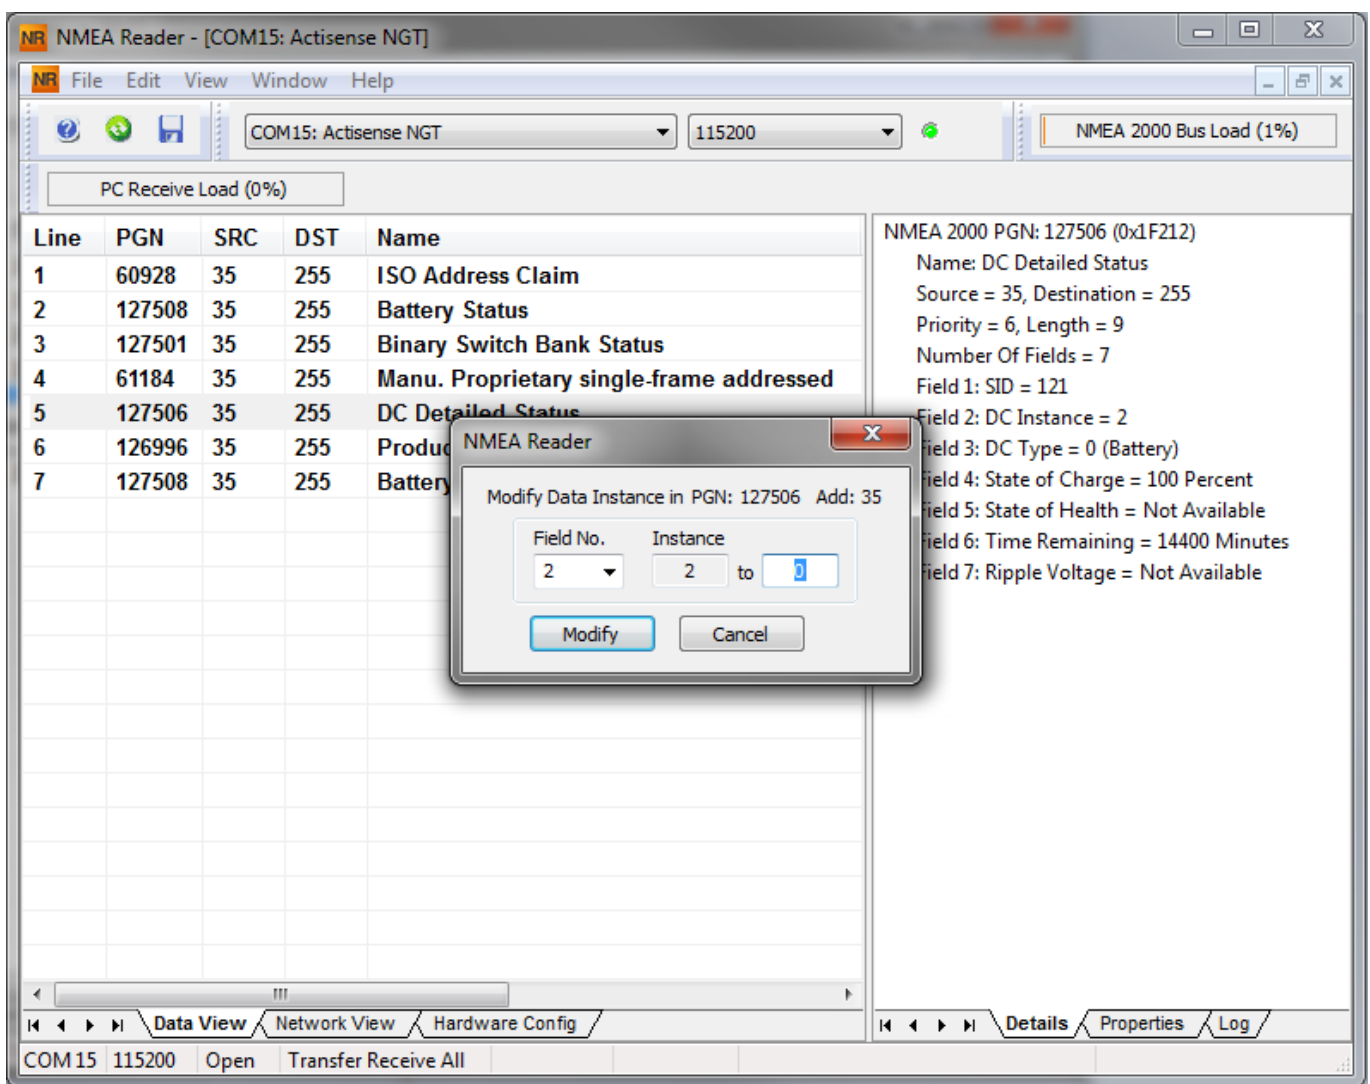 NR NMEA Reader - [COM15: Actisense NGT]
NR File Edit View Window Help
COM15: Actisense NGT 115200 NMEA 2000 Bus Load (1%)
PC Receive Load (0%)
Line PGN SRC DST Name
1 60928 35 255 ISO Address Claim
2 127508 35 255 Battery Status
3 127501 35 255 Binary Switch Bank Status
4 61184 35 255 Manu. Proprietary single-frame addressed
5 127506 35 255 DC Detailed Status
6 126996 35 255 Produc
7 127508 35 255 Battery
NMEA Reader
Modify Data Instance in PGN: 127506 Add: 35
Field No. Instance
2 2 to 0
Modify Cancel
NMEA 2000 PGN: 127506 (0x1F212)
Name: DC Detailed Status
Source = 35, Destination = 255
Priority = 6, Length = 9
Number Of Fields = 7
Field 1: SID = 121
Field 2: DC Instance = 2
Field 3: DC Type = 0 (Battery)
Field 4: State of Charge = 100 Percent
Field 5: State of Health = Not Available
Field 6: Time Remaining = 14400 Minutes
Field 7: Ripple Voltage = Not Available
Data View Network View Hardware Config
Details Properties Log
COM 15 115200 Open Transfer Receive All